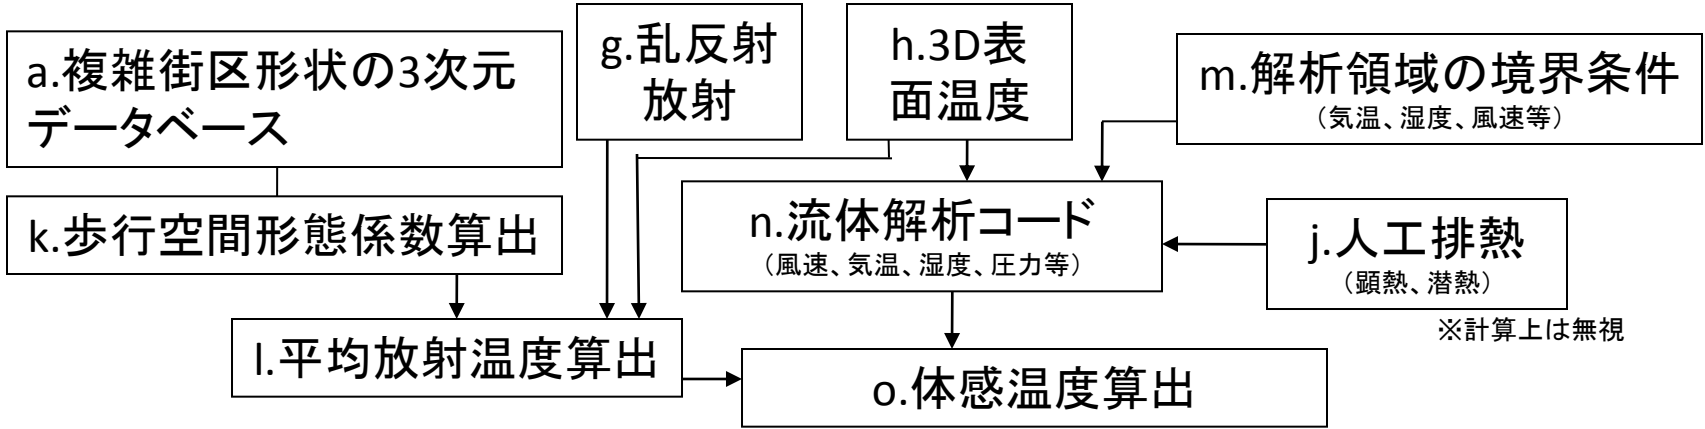 a.複雑街区形状の3次元
データベース
g.乱反射
放射
h.3D表
面温度
m.解析領域の境界条件
（気温、湿度、風速等）
k.歩行空間形態係数算出
n.流体解析コード
（風速、気温、湿度、圧力等）
j.人工排熱
（顕熱、潜熱）
※計算上は無視
l.平均放射温度算出
o.体感温度算出